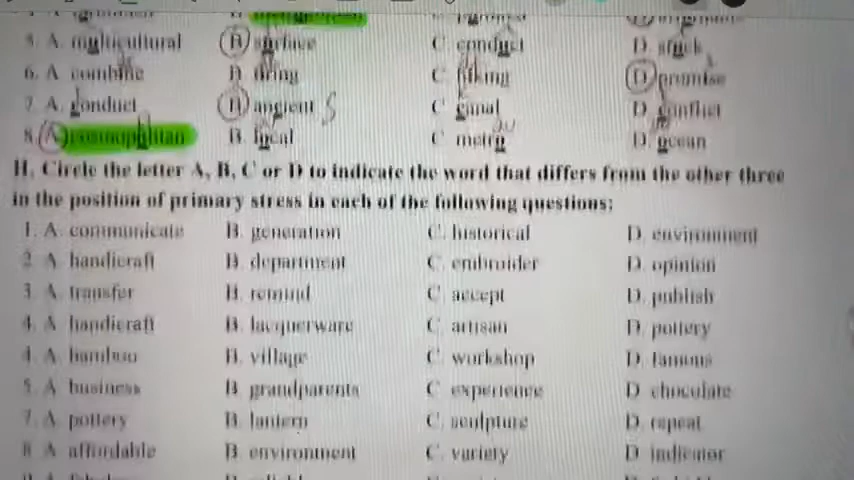 5. A. multicultural B. surface C. conduct D. stuck
6. A. combine B. C. D. promise
7. A. conduct B. ancient S C. canal D. conflict
8. A. cosmopolitan B. local C. metro D. ocean
II. Circle the letter A, B, C or D to indicate the word that differs from the other three
in the position of primary stress in each of the following questions:
1. A. communicate B. generation C. historical D. environment
2. A. handicraft B. department C. embroider D. opinion
3. A. transfer B. remind C. accept D. publish
4. A. handicraft B. lacquerware C. artisan D. pottery
4. A. bamboo B. village C. workshop D. famous
5. A. business B. grandparents C. experience D. chocolate
7. A. pottery B. lantern C. sculpture D. repeat
8. A. affordable B. environment C. variety D. indicator